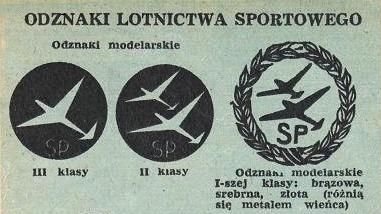 ODZNAKI LOTNICTWA SPORTOWEGO
Odznaki modelarskie
SP
SP
SP
III klasy
II klasy
Odznaki modelarskie
I-szej klasy: brązowa,
srebrna, złota (różnią
się metalem wieńca)